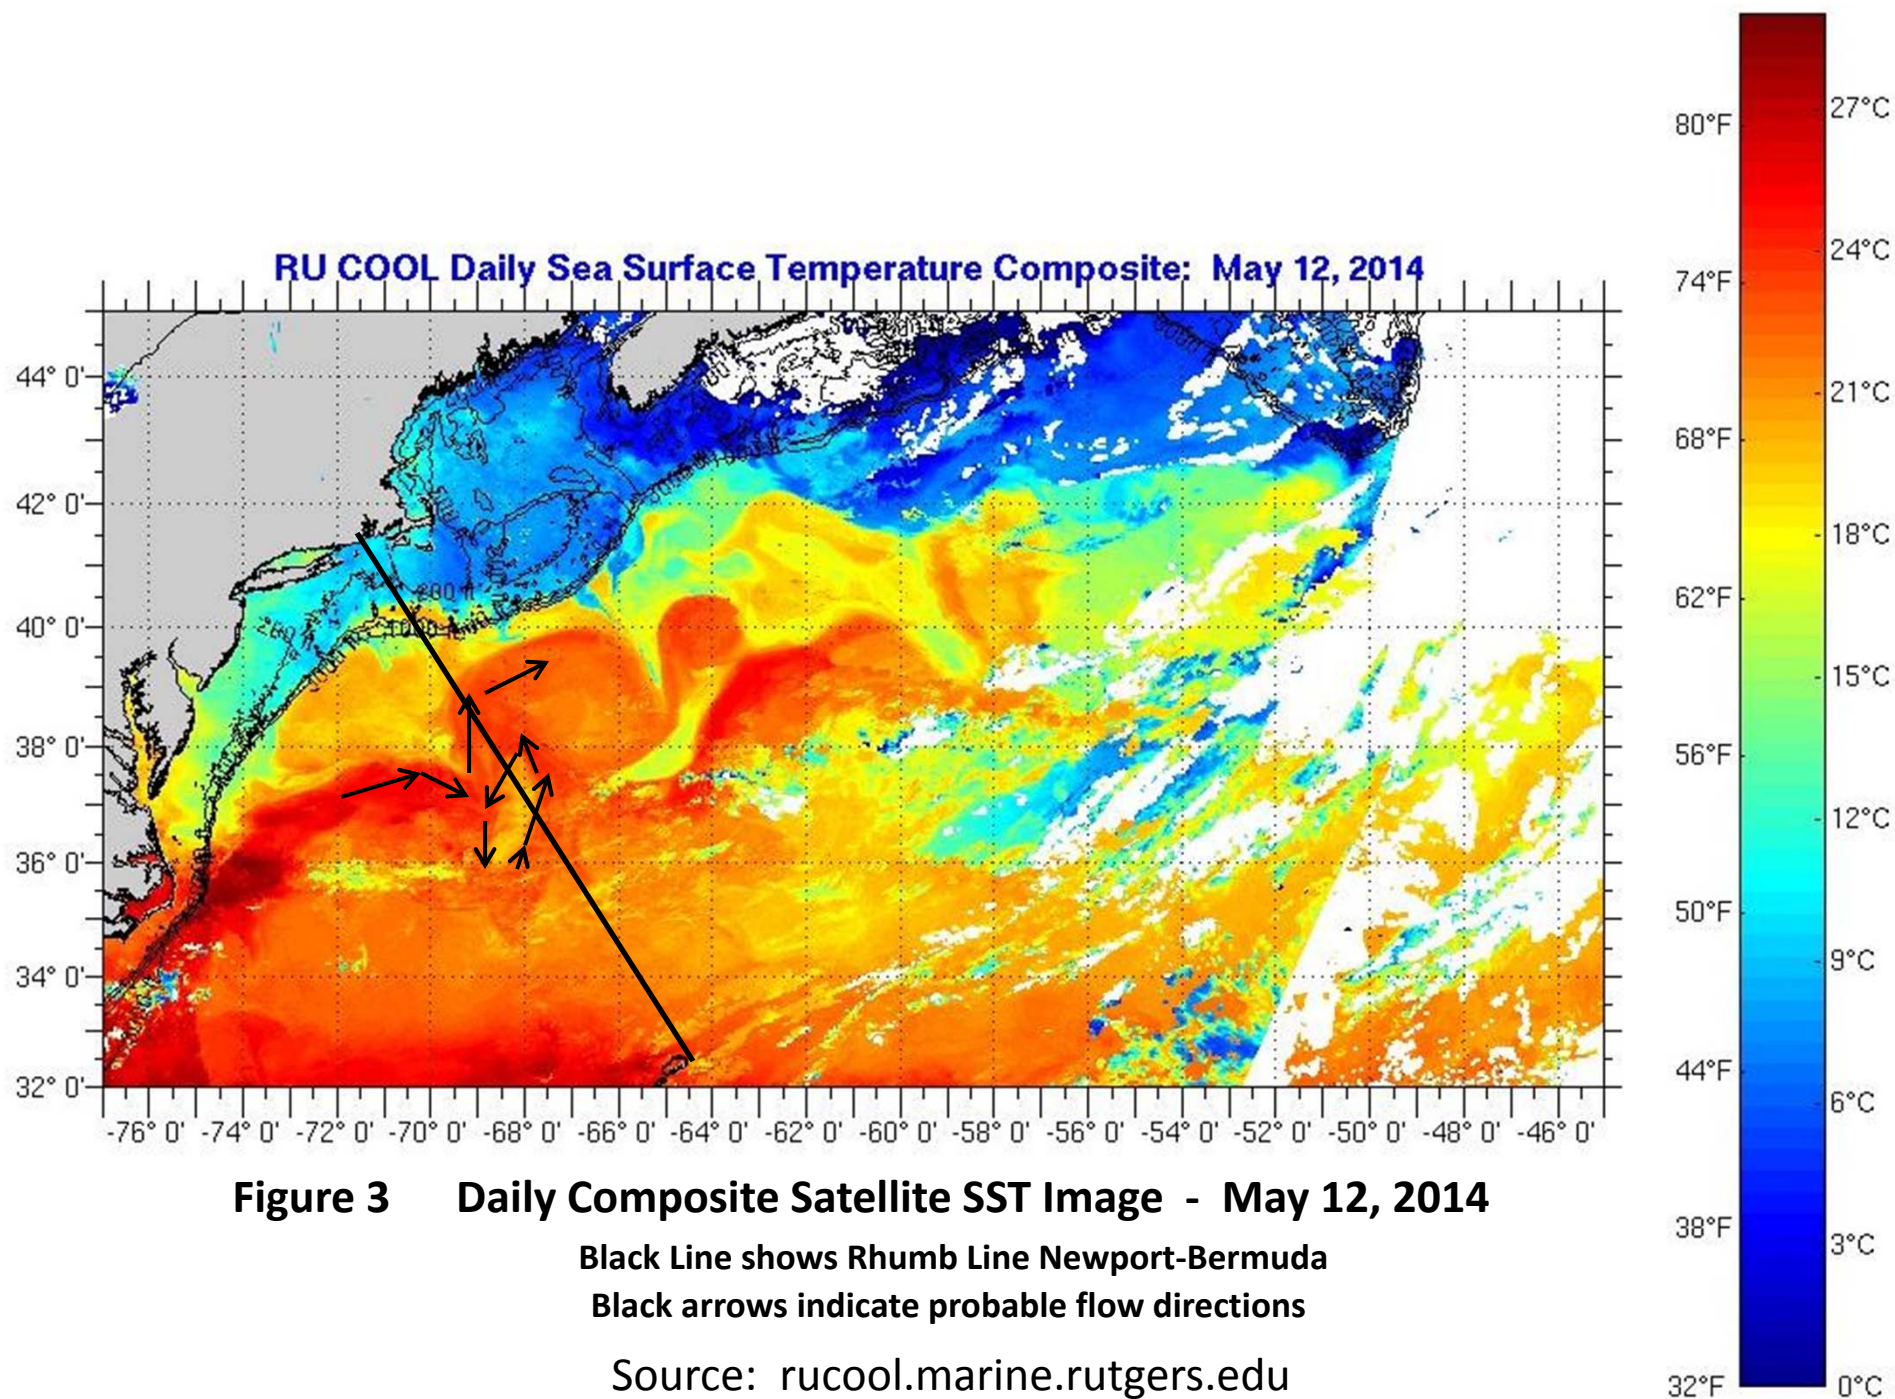 RU COOL Daily Sea Surface Temperature Composite: May 12, 2014
44° 0'
42° 0'
40° 0'
38° 0'
36° 0'
34° 0'
32° 0'
-76° 0' -74° 0' -72° 0' -70° 0' -68° 0' -66° 0' -64° 0' -62° 0' -60° 0' -58° 0' -56° 0' -54° 0' -52° 0' -50° 0' -48° 0' -46° 0'
80°F
74°F
68°F
62°F
56°F
50°F
44°F
38°F
32°F
27°C
24°C
21°C
18°C
15°C
12°C
9°C
6°C
3°C
0°C
Figure 3 Daily Composite Satellite SST Image - May 12, 2014
Black Line shows Rhumb Line Newport-Bermuda
Black arrows indicate probable flow directions
Source: rucool.marine.rutgers.edu